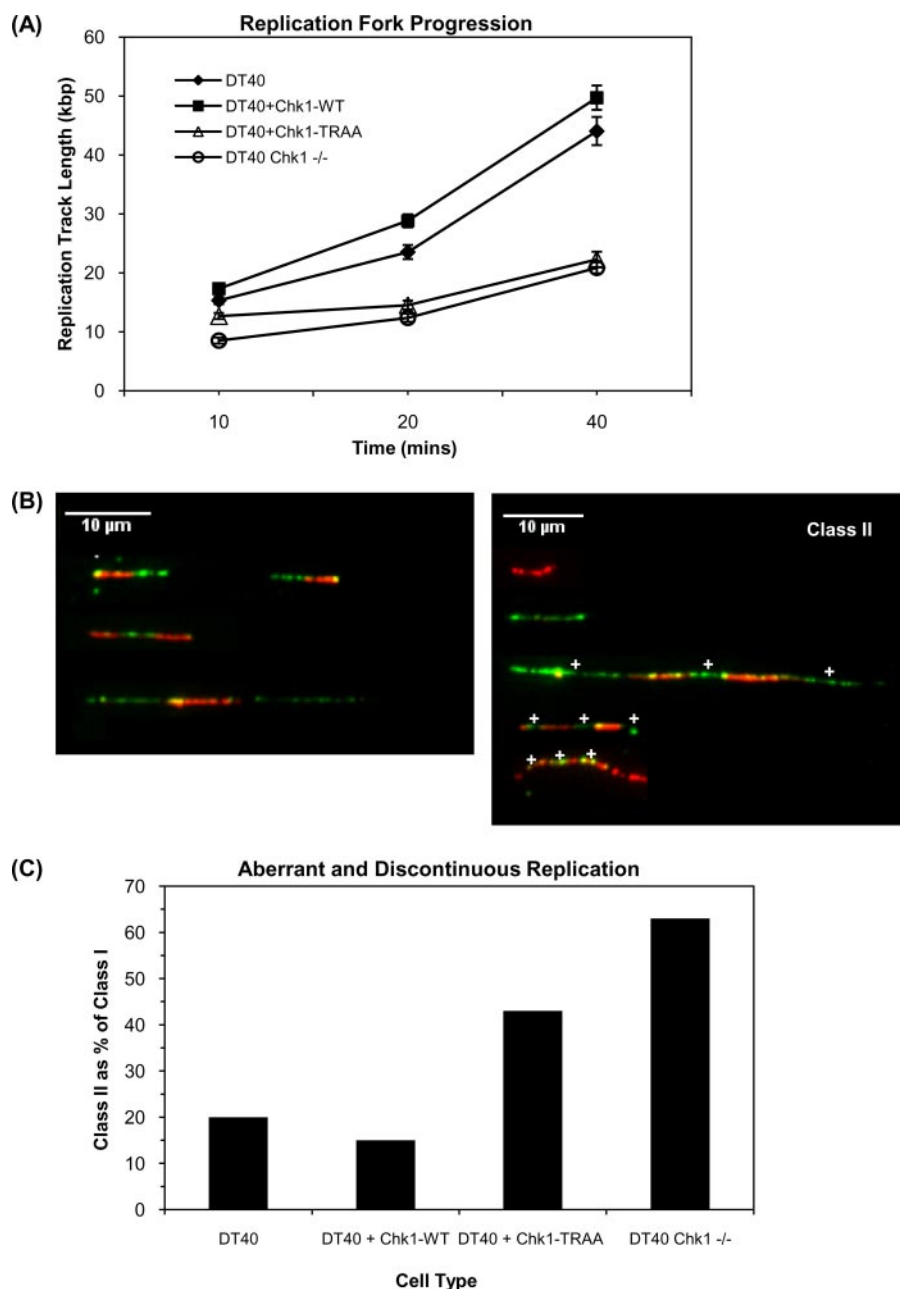 (A)
Replication Fork Progression
60
50
40
30
20
10
0
Replication Track Length (kbp)
DT40
DT40+Chk1-WT
DT40+Chk1-TRAA
DT40 Chk1 -/-
10
20
40
Time (mins)
(B)
10 µm
10 µm
Class II
+
+
+
+
+
+
+
+
+
(C)
Aberrant and Discontinuous Replication
70
60
50
40
30
20
10
0
Class II as % of Class I
DT40
DT40 + Chk1-WT
DT40 + Chk1-TRAA
DT40 Chk1 -/-
Cell Type